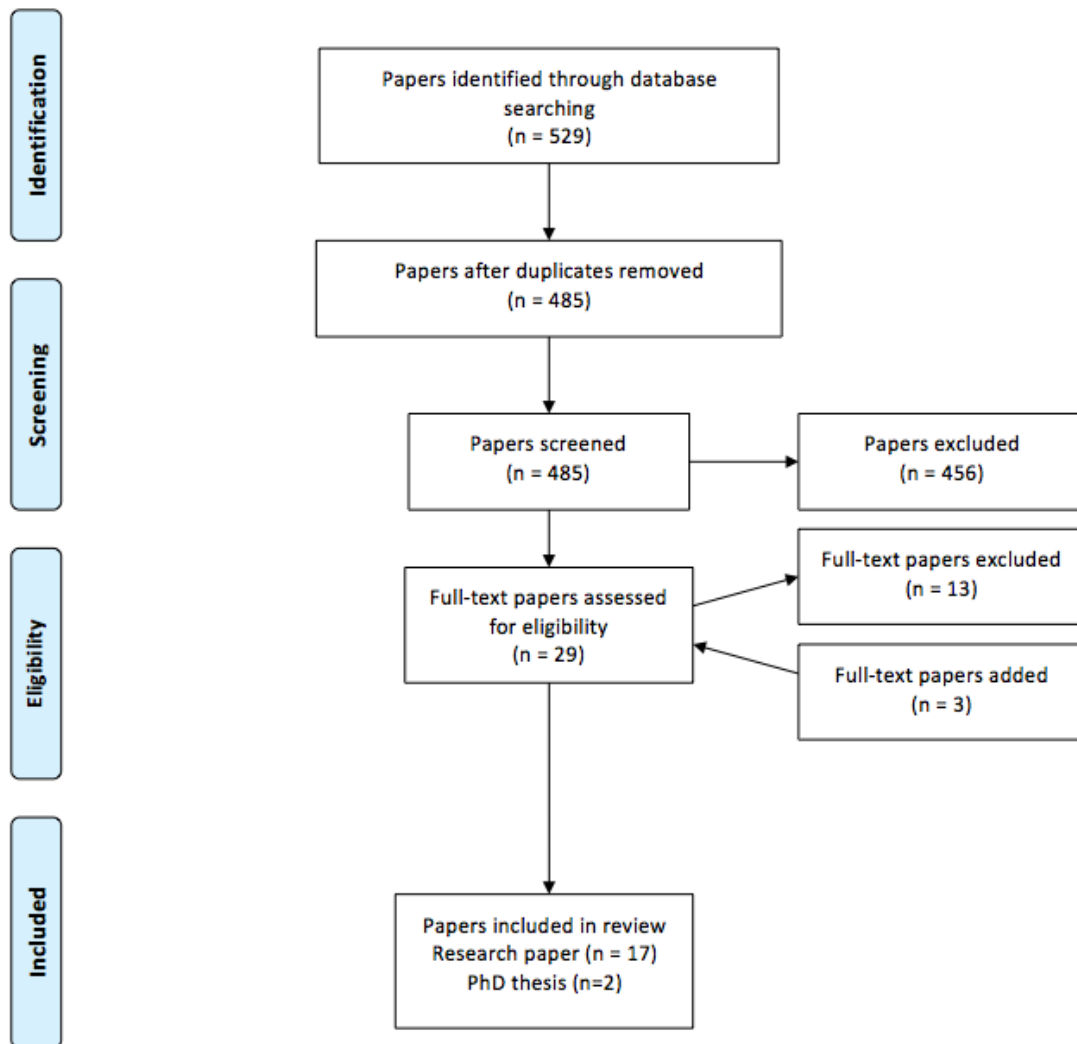 Identification
Papers identified through database
searching
(n = 529)
Papers after duplicates removed
(n = 485)
Screening
Papers screened
(n = 485)
Papers excluded
(n = 456)
Eligibility
Full-text papers assessed
for eligibility
(n = 29)
Full-text papers excluded
(n = 13)
Full-text papers added
(n = 3)
Included
Papers included in review
Research paper (n = 17)
PhD thesis (n=2)